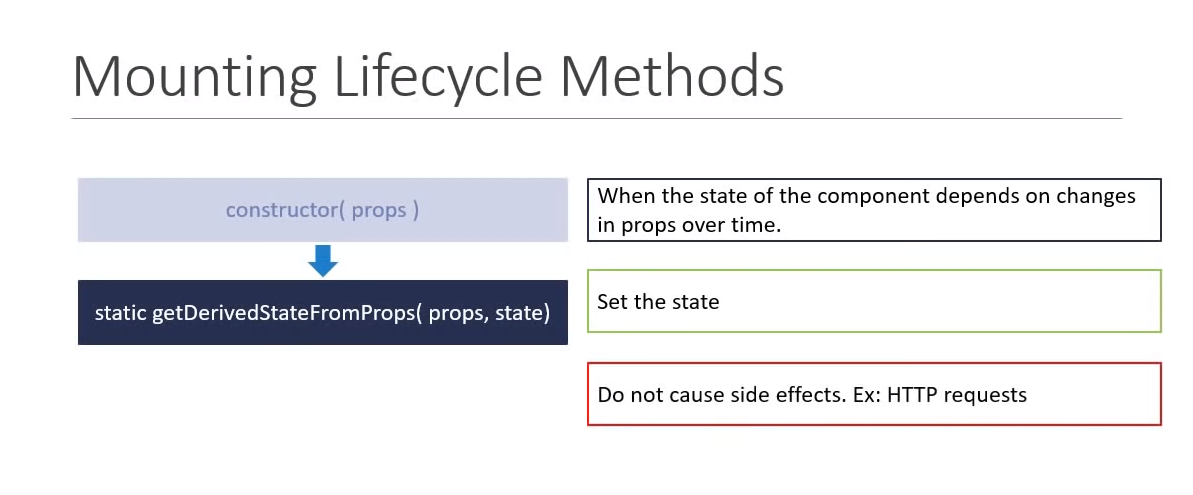 Mounting Lifecycle Methods
constructor( props )
When the state of the component depends on changes
in props over time.
static getDerivedStateFromProps( props, state)
Set the state
Do not cause side effects. Ex: HTTP requests